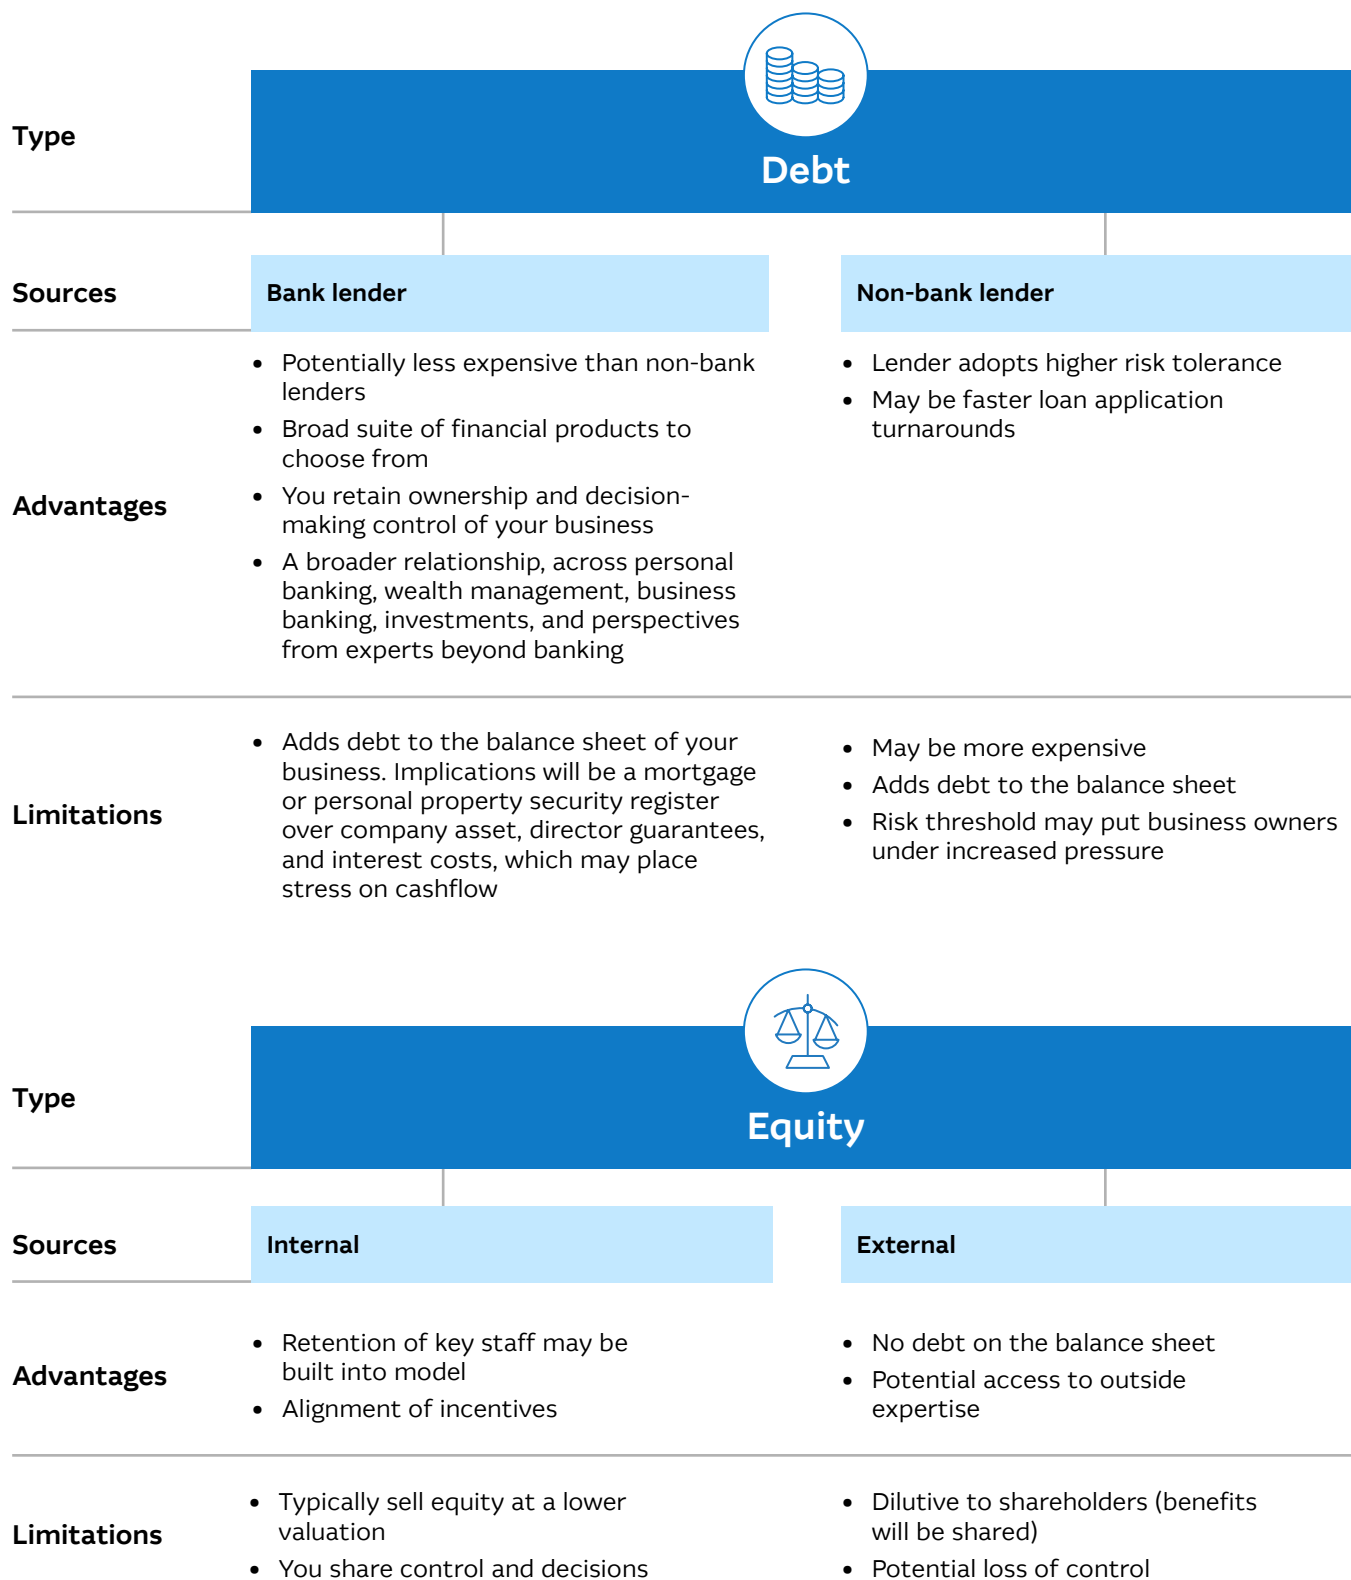 Type
Debt
Sources
Bank lender
Non-bank lender
Advantages
• Potentially less expensive than non-bank
lenders
• Broad suite of financial products to
choose from
• You retain ownership and decision-
making control of your business
• A broader relationship, across personal
banking, wealth management, business
banking, investments, and perspectives
from experts beyond banking
• Lender adopts higher risk tolerance
• May be faster loan application
turnarounds
Limitations
• Adds debt to the balance sheet of your
business. Implications will be a mortgage
or personal property security register
over company asset, director guarantees,
and interest costs, which may place
stress on cashflow
• May be more expensive
• Adds debt to the balance sheet
• Risk threshold may put business owners
under increased pressure
Type
Equity
Sources
Internal
External
Advantages
• Retention of key staff may be
built into model
• Alignment of incentives
• No debt on the balance sheet
• Potential access to outside
expertise
Limitations
• Typically sell equity at a lower
valuation
• You share control and decisions
• Dilutive to shareholders (benefits
will be shared)
• Potential loss of control